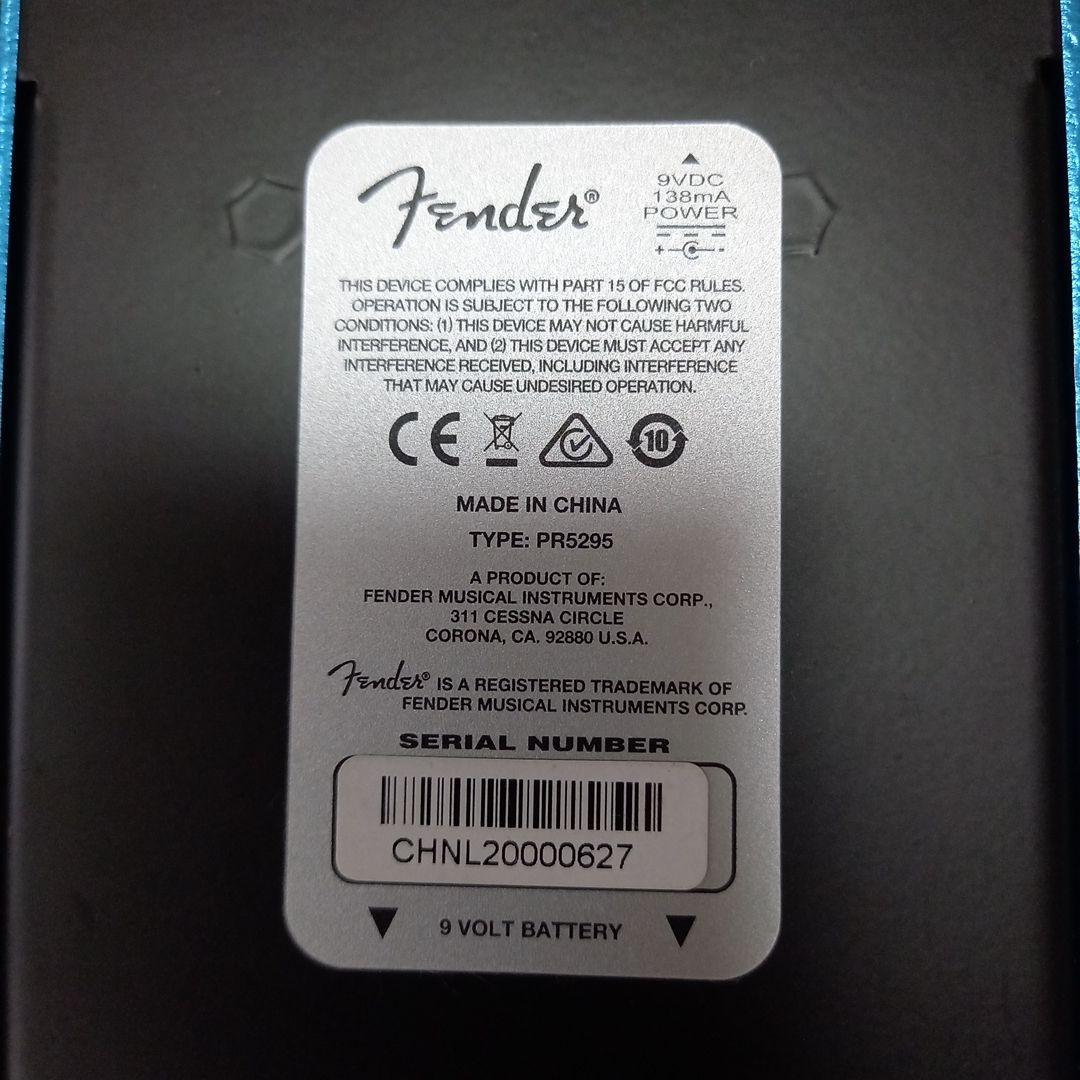 Fender®
9VDC
138mA
POWER
+ -
THIS DEVICE COMPLIES WITH PART 15 OF FCC RULES.
OPERATION IS SUBJECT TO THE FOLLOWING TWO
CONDITIONS: (1) THIS DEVICE MAY NOT CAUSE HARMFUL
INTERFERENCE, AND (2) THIS DEVICE MUST ACCEPT ANY
INTERFERENCE RECEIVED, INCLUDING INTERFERENCE
THAT MAY CAUSE UNDESIRED OPERATION.
CE 10
MADE IN CHINA
TYPE: PR5295
A PRODUCT OF:
FENDER MUSICAL INSTRUMENTS CORP.,
311 CESSNA CIRCLE
CORONA, CA. 92880 U.S.A.
Fender® IS A REGISTERED TRADEMARK OF
FENDER MUSICAL INSTRUMENTS CORP.
SERIAL NUMBER
CHNL20000627
9 VOLT BATTERY